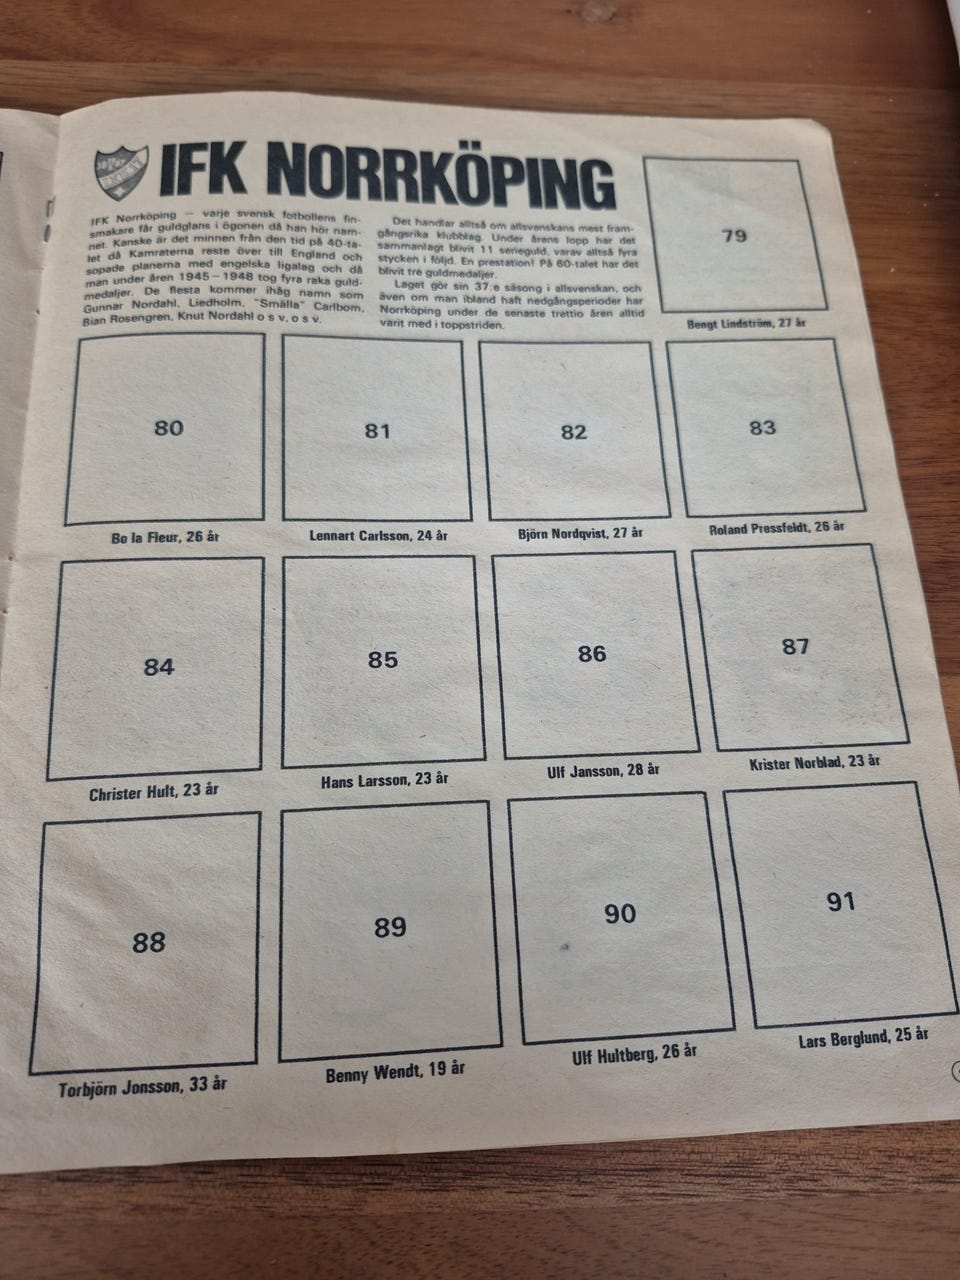 IFK NORRKÖPING
IFK Norrköping — varje svensk fotbollens fin-
smakare får guldglans i ögonen då han hör nam-
net. Kanske är det minnen från den tid på 40-ta-
let då Kamraterna reste över till England och
sopade planerna med engelska ligalag och då
man under åren 1945—1948 tog fyra raka guld-
medaljer. De flesta kommer ihåg namn som
Gunnar Nordahl, Liedholm, "Smälla" Carlbom,
Bian Rosengren, Knut Nordahl o s v. o s v.
Det handlar alltså om allsvenskans mest fram-
gångsrika klubblag. Under årens lopp har det
sammanlagt blivit 11 serieguld, varav alltså fyra
stycken i följd. En prestation! På 60-talet har det
blivit tre guldmedaljer.
Laget gör sin 37:e säsong i allsvenskan, och
även om man ibland haft nedgångsperioder har
Norrköping under de senaste trettio åren alltid
varit med i toppstriden.
79
Bengt Lindström, 27 år
80
81
82
83
Bo la Fleur, 26 år
Lennart Carlsson, 24 år
Björn Nordqvist, 27 år
Roland Pressfeldt, 26 år
84
85
86
87
Christer Hult, 23 år
Hans Larsson, 23 år
Ulf Jansson, 28 år
Krister Norblad, 23 år
88
89
90
91
Torbjörn Jonsson, 33 år
Benny Wendt, 19 år
Ulf Hultberg, 26 år
Lars Berglund, 25 år